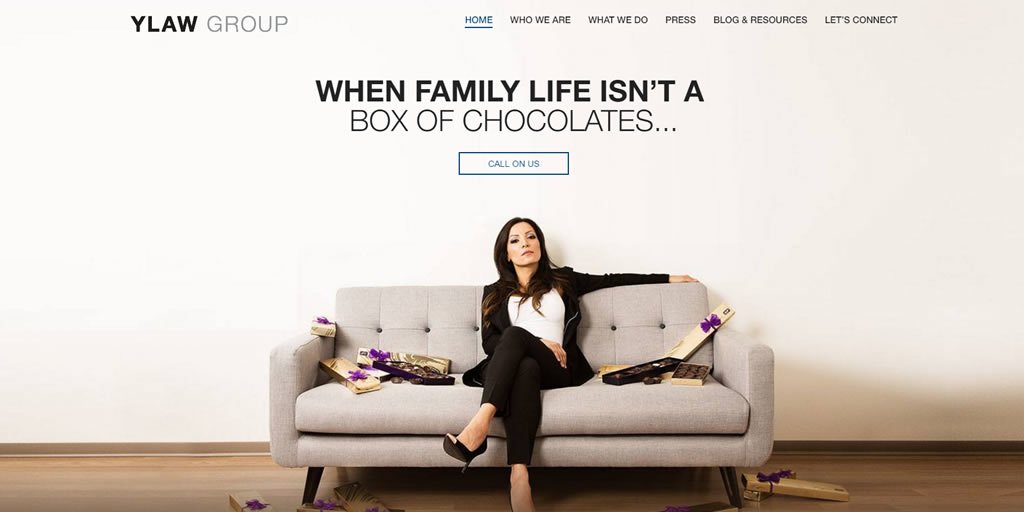 YLAW GROUP
HOME WHO WE ARE WHAT WE DO PRESS BLOG & RESOURCES LET'S CONNECT
WHEN FAMILY LIFE ISN’T A
BOX OF CHOCOLATES...
CALL ON US